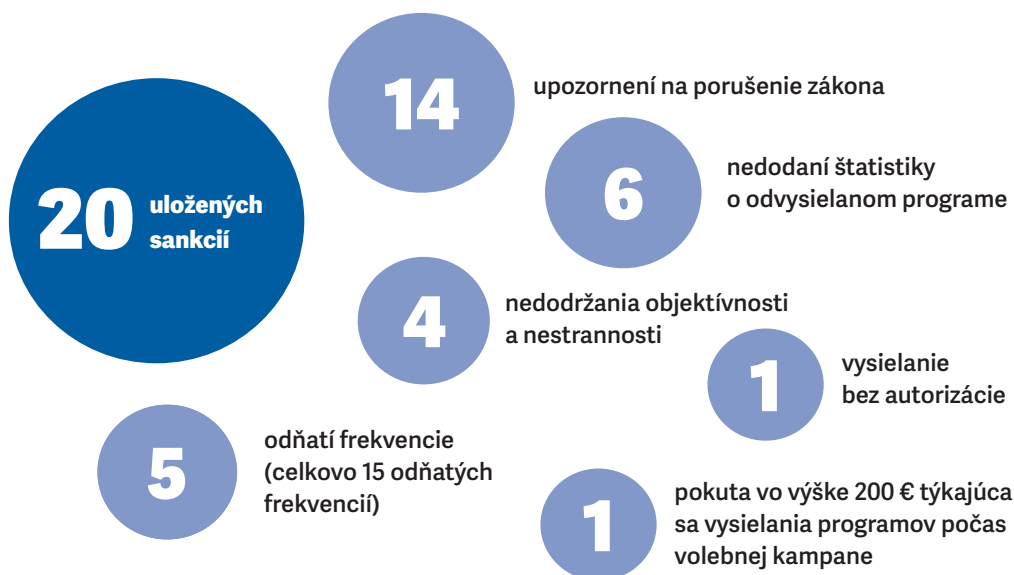 20 uložených
sankcií
14
upozornení na porušenie zákona
6
nedodaní štatistiky
o odvysielanom programe
4
nedodržania objektívnosti
a nestrannosti
1
vysielanie
bez autorizácie
5
odňatí frekvencie
(celkovo 15 odňatých
frekvencií)
1
pokuta vo výške 200 € týkajúca
sa vysielania programov počas
volebnej kampane